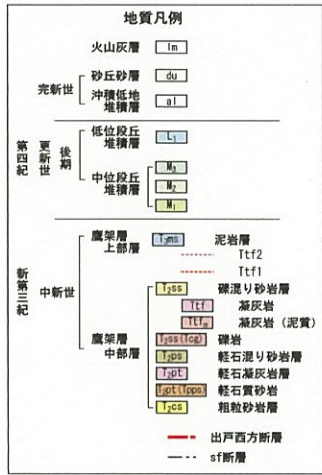 地質凡例
火山灰層 lm
完新世 砂丘砂層 du
沖積低地堆積層 al
第四紀 更新世 後期
低位段丘堆積層 L₁
中位段丘堆積層 M₃
M₂
M₁
新第三紀 中新世
鷹架層上部層 T₃ms 泥岩層
Ttf2
Ttf1
鷹架層中部層
T₂ss 礫混り砂岩層
Ttf 凝灰岩
Ttfₘ 凝灰岩（泥質）
T₂ss(Tcg) 礫岩
T₂ps 軽石混り砂岩層
T₂pt 軽石凝灰岩層
T₂pt(Tpps) 軽石質砂岩
T₂cs 粗粒砂岩層
出戸西方断層
sf断層